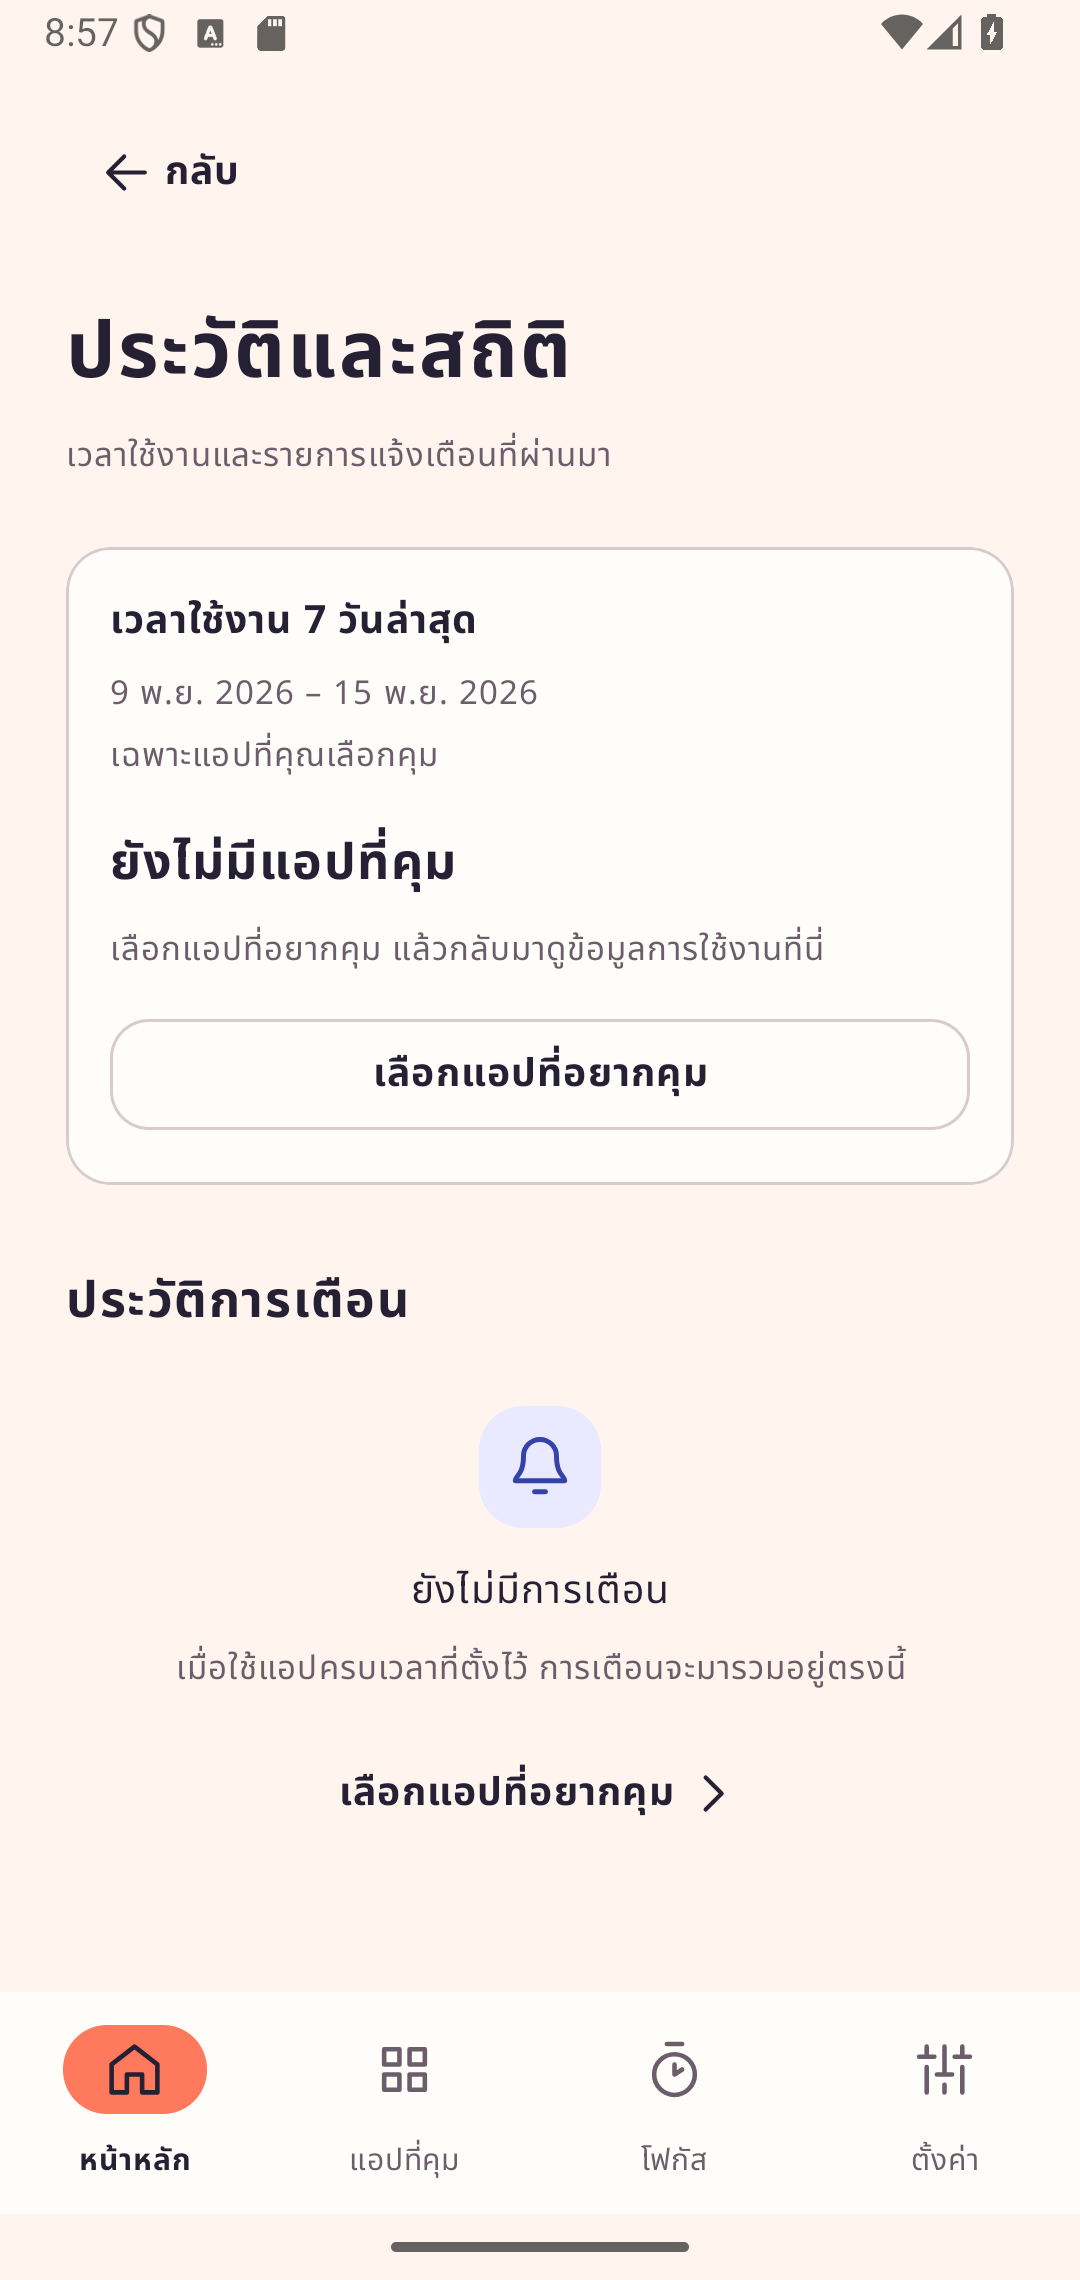 8:57
กลับ
ประวัติและสถิติ
เวลาใช้งานและรายการแจ้งเตือนที่ผ่านมา
เวลาใช้งาน 7 วันล่าสุด
9 พ.ย. 2026 – 15 พ.ย. 2026
เฉพาะแอปที่คุณเลือกคุม
ยังไม่มีแอปที่คุม
เลือกแอปที่อยากคุม แล้วกลับมาดูข้อมูลการใช้งานที่นี่
เลือกแอปที่อยากคุม
ประวัติการเตือน
ยังไม่มีการเตือน
เมื่อใช้แอปครบเวลาที่ตั้งไว้ การเตือนจะมารวมอยู่ตรงนี้
เลือกแอปที่อยากคุม
หน้าหลัก
แอปที่คุม
โฟกัส
ตั้งค่า